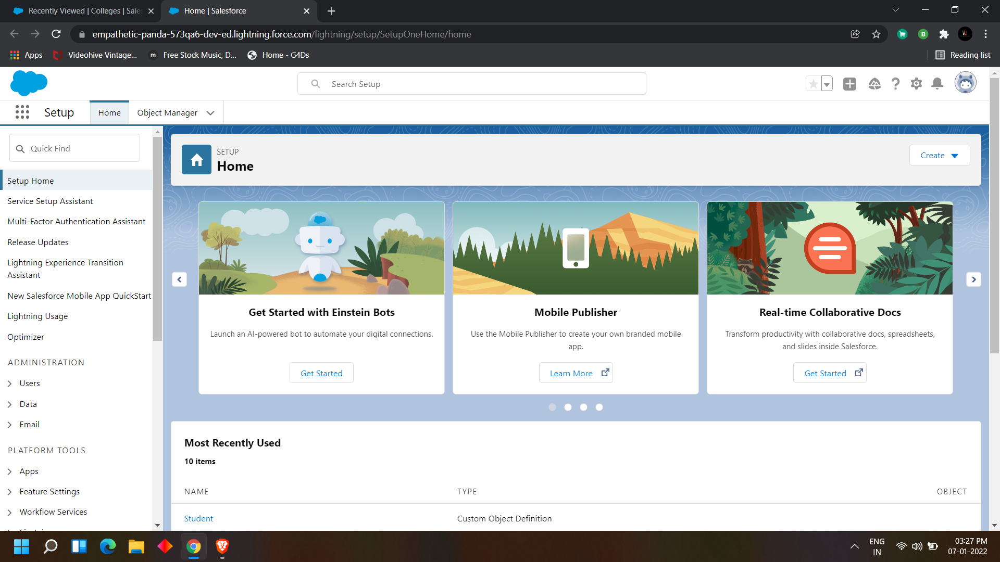 Recently Viewed | Colleges | Sale
Home | Salesforce
empathetic-panda-573qa6-dev-ed.lightning.force.com/lightning/setup/SetupOneHome/home
Apps
Videohive Vintage...
m
Free Stock Music, D...
Home - G4Ds
B
Reading list
Search Setup
Setup
Home
Object Manager
Quick Find
SETUP
Home
Create
Setup Home
Service Setup Assistant
Multi-Factor Authentication Assistant
Release Updates
Lightning Experience Transition
Assistant
New Salesforce Mobile App QuickStart
Lightning Usage
Optimizer
ADMINISTRATION
Users
Data
Email
PLATFORM TOOLS
Apps
Feature Settings
Workflow Services
Get Started with Einstein Bots
Launch an AI-powered bot to automate your digital connections.
Get Started
Mobile Publisher
Use the Mobile Publisher to create your own branded mobile
app.
Learn More
Real-time Collaborative Docs
Transform productivity with collaborative docs, spreadsheets,
and slides inside Salesforce.
Get Started
Most Recently Used
10 items
NAME TYPE OBJECT
Student Custom Object Definition
ENG
IN
03:27 PM
07-01-2022